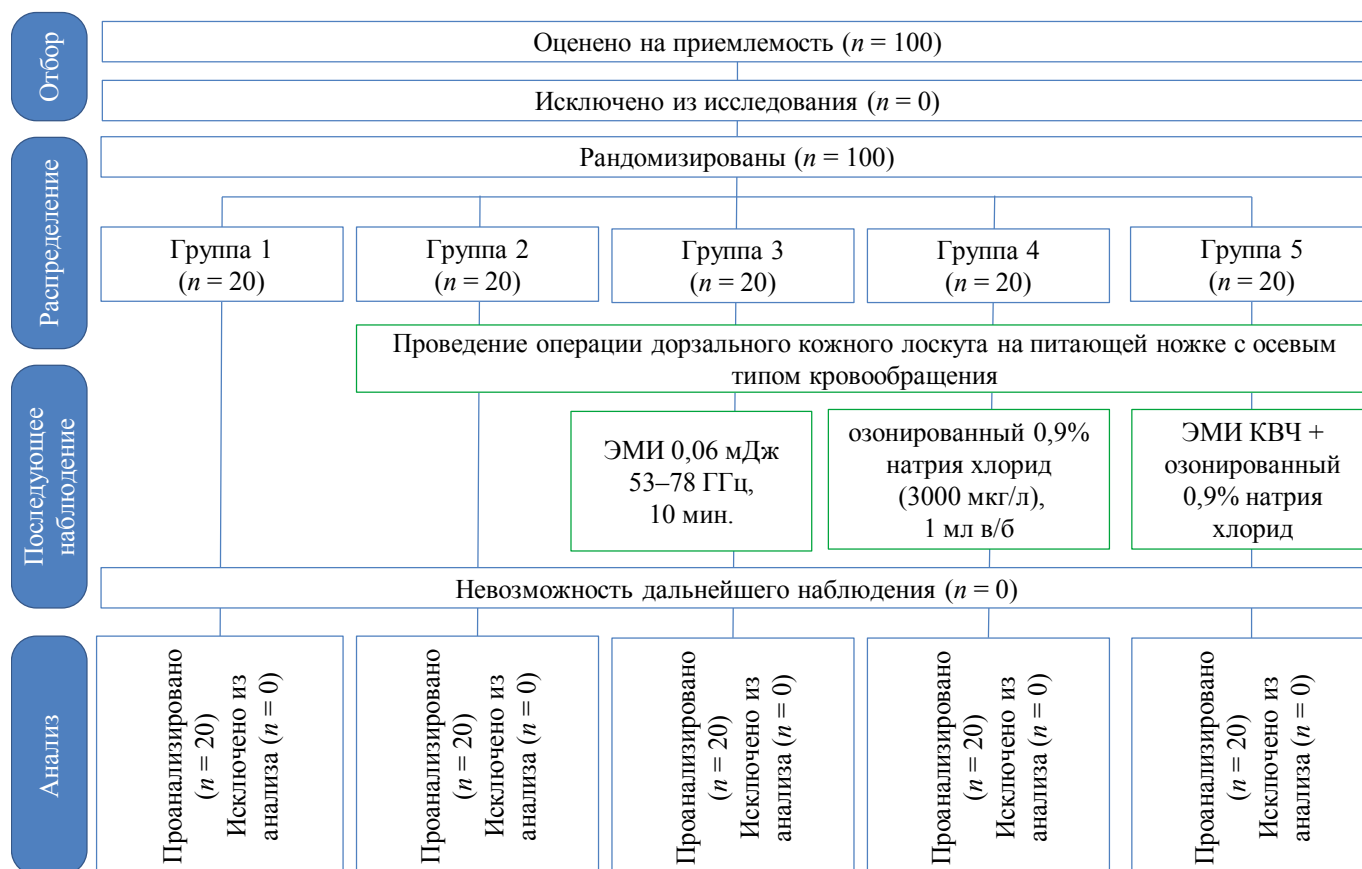 Отбор
Оценено на приемлемость (n = 100)
Исключено из исследования (n = 0)
Распределение
Рандомизированы (n = 100)
Группа 1
(n = 20)
Группа 2
(n = 20)
Группа 3
(n = 20)
Группа 4
(n = 20)
Группа 5
(n = 20)
Проведение операции дорзального кожного лоскута на питающей ножке с осевым
типом кровообращения
Последующее
наблюдение
ЭМИ 0,06 мДж
53–78 ГГц,
10 мин.
озонированный 0,9%
натрия хлорид
(3000 мкг/л),
1 мл в/б
ЭМИ КВЧ +
озонированный
0,9% натрия
хлорид
Невозможность дальнейшего наблюдения (n = 0)
Анализ
Проанализировано
(n = 20)
Исключено из
анализа (n = 0)
Проанализировано
(n = 20)
Исключено из
анализа (n = 0)
Проанализировано
(n = 20)
Исключено из
анализа (n = 0)
Проанализировано
(n = 20)
Исключено из
анализа (n = 0)
Проанализировано
(n = 20)
Исключено из
анализа (n = 0)